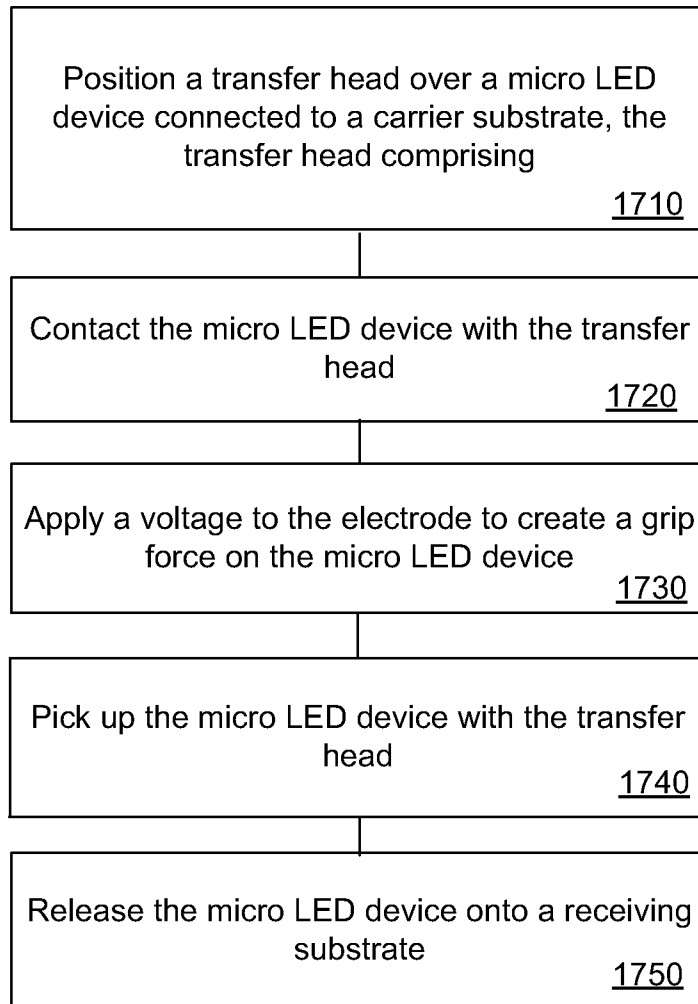 Position a transfer head over a micro LED
device connected to a carrier substrate, the
transfer head comprising
1710
Contact the micro LED device with the transfer
head
1720
Apply a voltage to the electrode to create a grip
force on the micro LED device
1730
Pick up the micro LED device with the transfer
head
1740
Release the micro LED device onto a receiving
substrate
1750